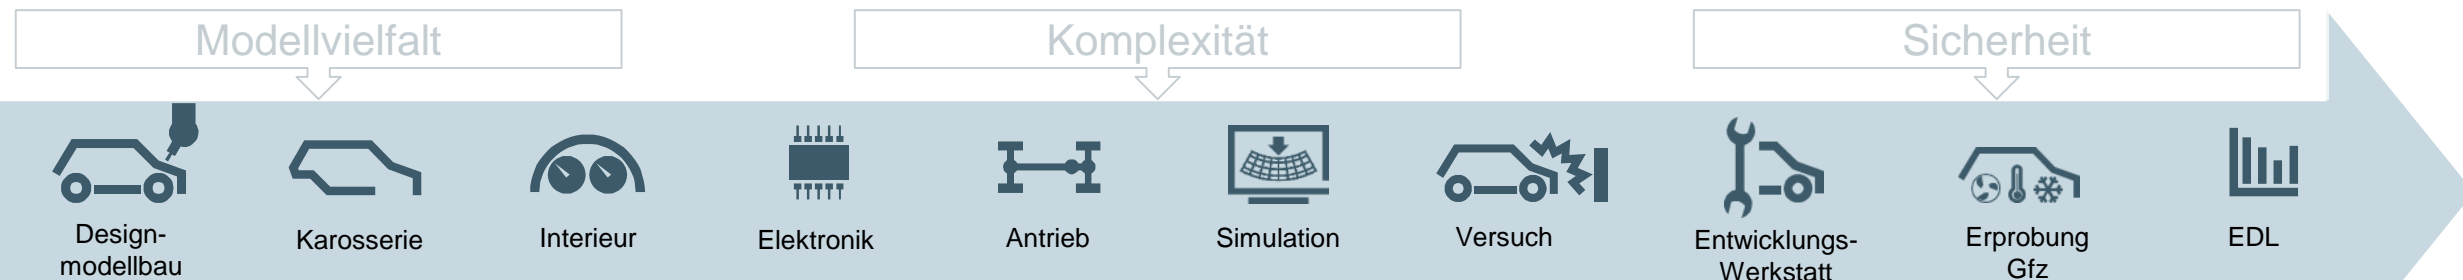 Modellvielfalt
Komplexität
Sicherheit
Design-
modellbau
Karosserie
Interieur
Elektronik
Antrieb
Simulation
Versuch
Entwicklungs-
Werkstatt
Erprobung
Gfz
EDL